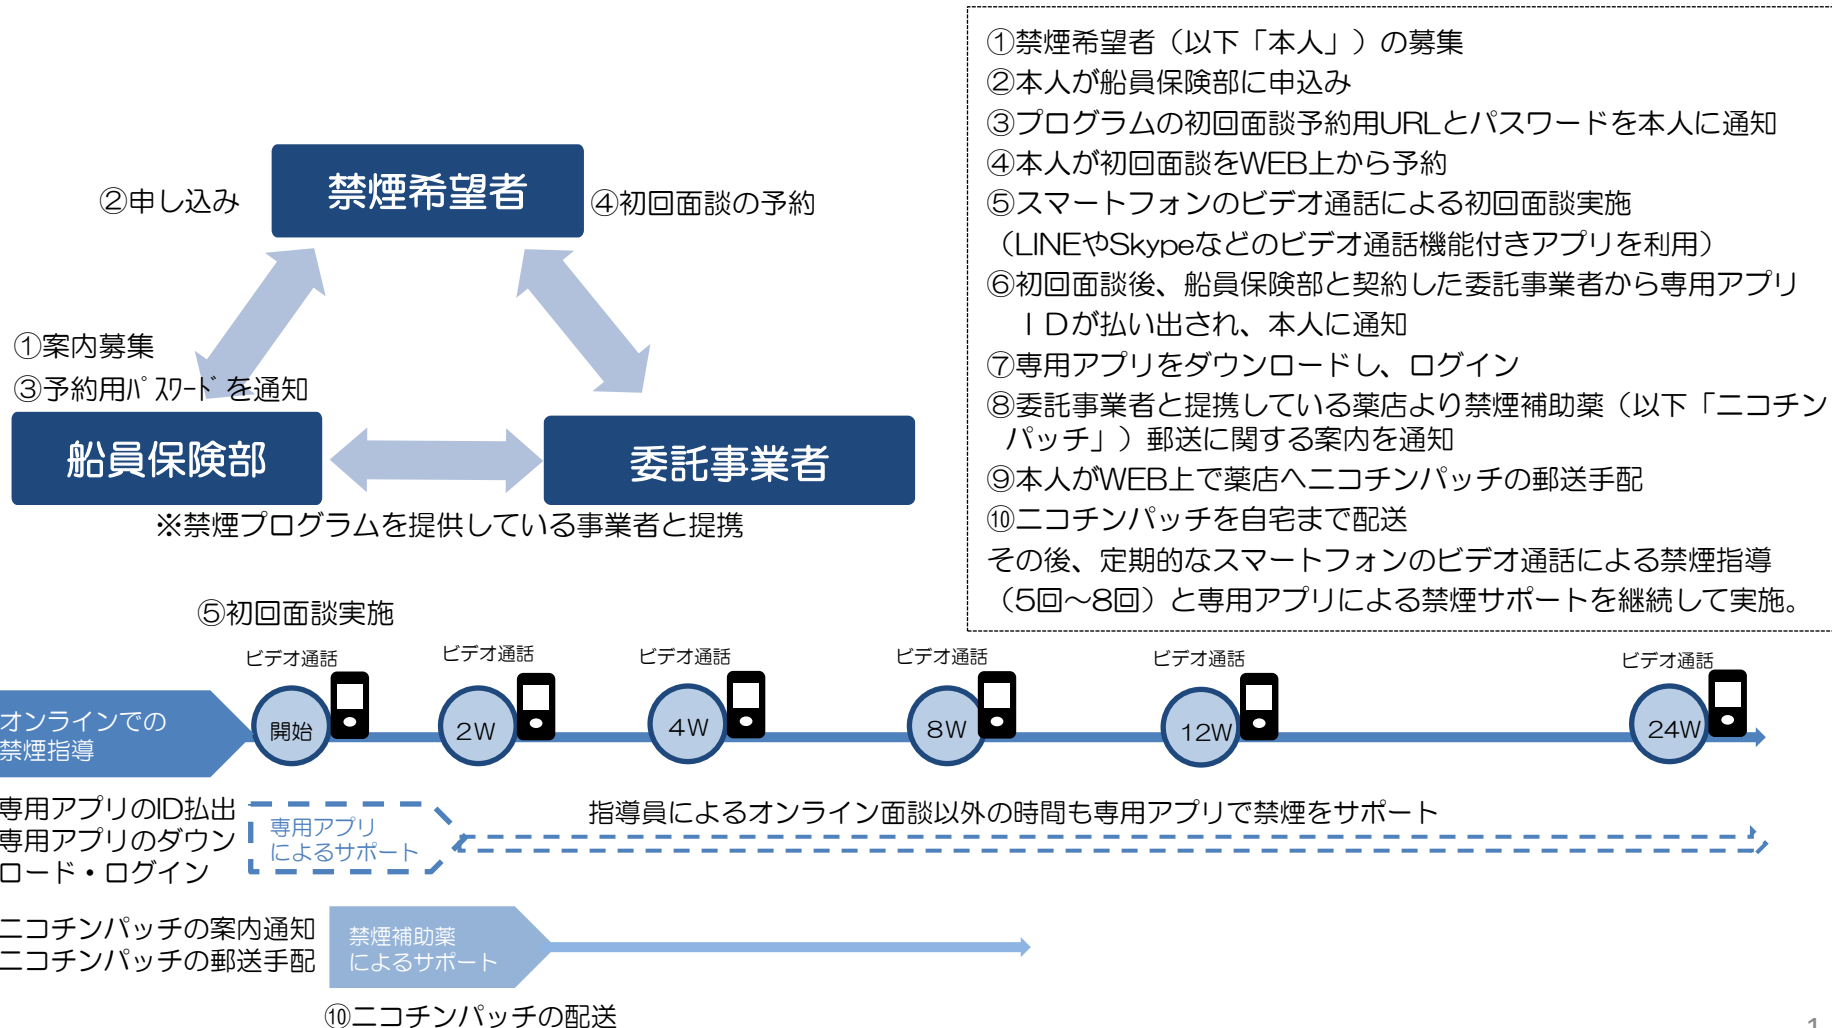 ①禁煙希望者（以下「本人」）の募集
②本人が船員保険部に申込み
③プログラムの初回面談予約用URLとパスワードを本人に通知
④本人が初回面談をWEB上から予約
⑤スマートフォンのビデオ通話による初回面談実施
（LINEやSkypeなどのビデオ通話機能付きアプリを利用）
⑥初回面談後、船員保険部と契約した委託事業者から専用アプリ
ＩＤが払い出され、本人に通知
⑦専用アプリをダウンロードし、ログイン
⑧委託事業者と提携している薬店より禁煙補助薬（以下「ニコチン
パッチ」）郵送に関する案内を通知
⑨本人がWEB上で薬店へニコチンパッチの郵送手配
⑩ニコチンパッチを自宅まで配送
その後、定期的なスマートフォンのビデオ通話による禁煙指導
（5回～8回）と専用アプリによる禁煙サポートを継続して実施。
②申し込み
禁煙希望者
④初回面談の予約
①案内募集
③予約用ﾊﾟｽﾜｰﾄﾞを通知
船員保険部
委託事業者
※禁煙プログラムを提供している事業者と提携
⑤初回面談実施
ビデオ通話
ビデオ通話
ビデオ通話
ビデオ通話
ビデオ通話
ビデオ通話
オンラインでの
禁煙指導
開始
2W
4W
8W
12W
24W
専用アプリのID払出
専用アプリのダウン
ロード・ログイン
専用アプリ
によるサポート
指導員によるオンライン面談以外の時間も専用アプリで禁煙をサポート
ニコチンパッチの案内通知
ニコチンパッチの郵送手配
禁煙補助薬
によるサポート
⑩ニコチンパッチの配送
1